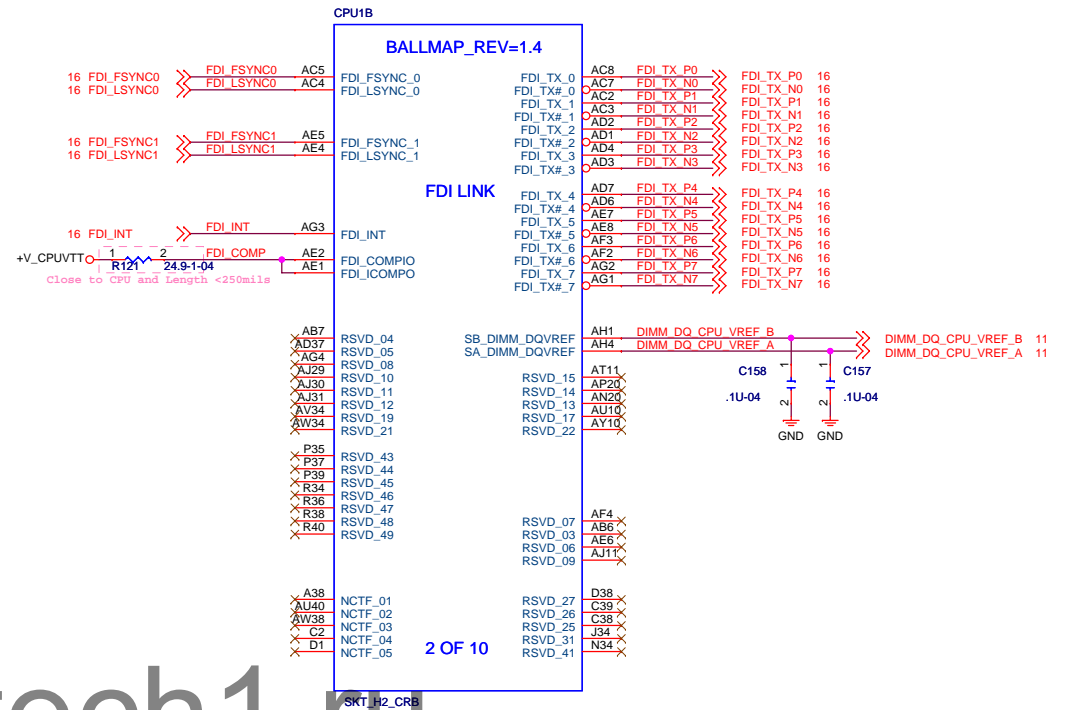 CPU1B
BALLMAP_REV=1.4
16 FDI_FSYNC0 FDI_FSYNC0 AC5 FDI_FSYNC_0
16 FDI_LSYNC0 FDI_LSYNC0 AC4 FDI_LSYNC_0
16 FDI_FSYNC1 FDI_FSYNC1 AE5 FDI_FSYNC_1
16 FDI_LSYNC1 FDI_LSYNC1 AE4 FDI_LSYNC_1
FDI LINK
16 FDI_INT FDI_INT AG3 FDI_INT
+V_CPUVTT 1 2 FDI_COMP AE2 FDI_COMPIO
R121 24.9-1-04 AE1 FDI_ICOMPO
Close to CPU and Length <250mils
FDI_TX_0 AC8 FDI_TX_P0 FDI_TX_P0 16
FDI_TX#_0 AC7 FDI_TX_N0 FDI_TX_N0 16
FDI_TX_1 AC2 FDI_TX_P1 FDI_TX_P1 16
FDI_TX#_1 AC3 FDI_TX_N1 FDI_TX_N1 16
FDI_TX_2 AD2 FDI_TX_P2 FDI_TX_P2 16
FDI_TX#_2 AD1 FDI_TX_N2 FDI_TX_N2 16
FDI_TX_3 AD4 FDI_TX_P3 FDI_TX_P3 16
FDI_TX#_3 AD3 FDI_TX_N3 FDI_TX_N3 16
FDI_TX_4 AD7 FDI_TX_P4 FDI_TX_P4 16
FDI_TX#_4 AD6 FDI_TX_N4 FDI_TX_N4 16
FDI_TX_5 AE7 FDI_TX_P5 FDI_TX_P5 16
FDI_TX#_5 AE8 FDI_TX_N5 FDI_TX_N5 16
FDI_TX_6 AF3 FDI_TX_P6 FDI_TX_P6 16
FDI_TX#_6 AF2 FDI_TX_N6 FDI_TX_N6 16
FDI_TX_7 AG2 FDI_TX_P7 FDI_TX_P7 16
FDI_TX#_7 AG1 FDI_TX_N7 FDI_TX_N7 16
AB7 RSVD_04
AD37 RSVD_05
AG4 RSVD_08
AJ29 RSVD_10
AJ30 RSVD_11
AJ31 RSVD_12
AV34 RSVD_19
AW34 RSVD_21
P35 RSVD_43
P37 RSVD_44
P39 RSVD_45
R34 RSVD_46
R36 RSVD_47
R38 RSVD_48
R40 RSVD_49
A38 NCTF_01
AU40 NCTF_02
AW38 NCTF_03
C2 NCTF_04
D1 NCTF_05
SB_DIMM_DQVREF AH1 DIMM_DQ_CPU_VREF_B DIMM_DQ_CPU_VREF_B 11
SA_DIMM_DQVREF AH4 DIMM_DQ_CPU_VREF_A DIMM_DQ_CPU_VREF_A 11
C158 1 1 C157
.1U-04 2 2 .1U-04
GND GND
RSVD_15 AT11
RSVD_14 AP20
RSVD_13 AN20
RSVD_17 AU10
RSVD_22 AY10
RSVD_07 AF4
RSVD_03 AB6
RSVD_06 AE6
RSVD_09 AJ11
RSVD_27 D38
RSVD_26 C39
RSVD_25 C38
RSVD_31 J34
RSVD_41 N34
2 OF 10
SKT_H2_CRB